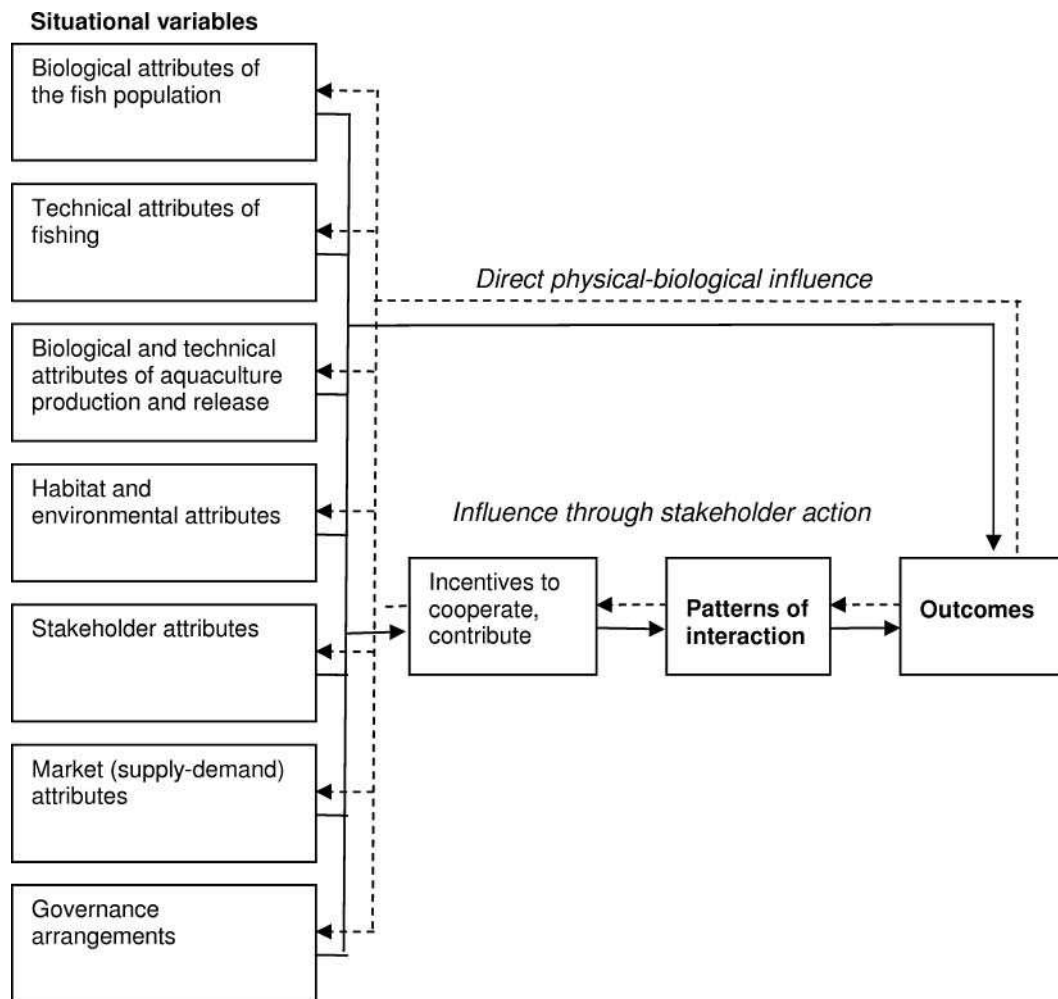 Situational variables
Biological attributes of
the fish population
Technical attributes of
fishing
Biological and technical
attributes of aquaculture
production and release
Habitat and
environmental attributes
Stakeholder attributes
Market (supply-demand)
attributes
Governance
arrangements
Direct physical-biological influence
Influence through stakeholder action
Incentives to
cooperate,
contribute
Patterns of
interaction
Outcomes